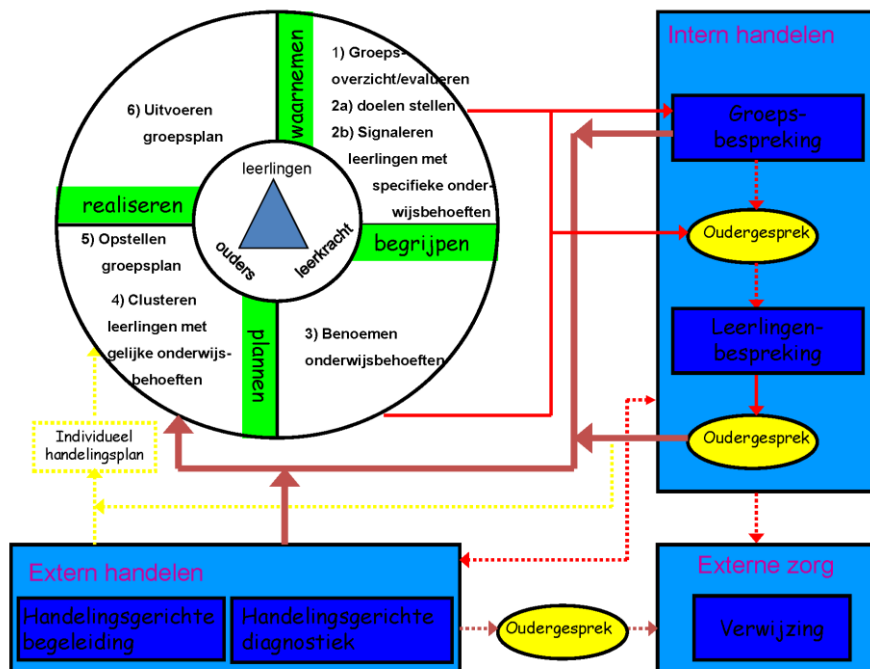 waarnemen
1) Groeps-
overzicht/evalueren
2a) doelen stellen
2b) Signaleren
leerlingen met
specifieke onder-
wijsbehoeften
begrijpen
3) Benoemen
onderwijsbehoeften
plannen
4) Clusteren
leerlingen met
gelijke onderwijs-
behoeften
5) Opstellen
groepsplan
realiseren
6) Uitvoeren
groepsplan
leerlingen
ouders
leerkracht
Individueel
handelingsplan
Intern handelen
Groeps-
bespreking
Oudergesprek
Leerlingen-
bespreking
Oudergesprek
Extern handelen
Handelingsgerichte
begeleiding
Handelingsgerichte
diagnostiek
Oudergesprek
Externe zorg
Verwijzing